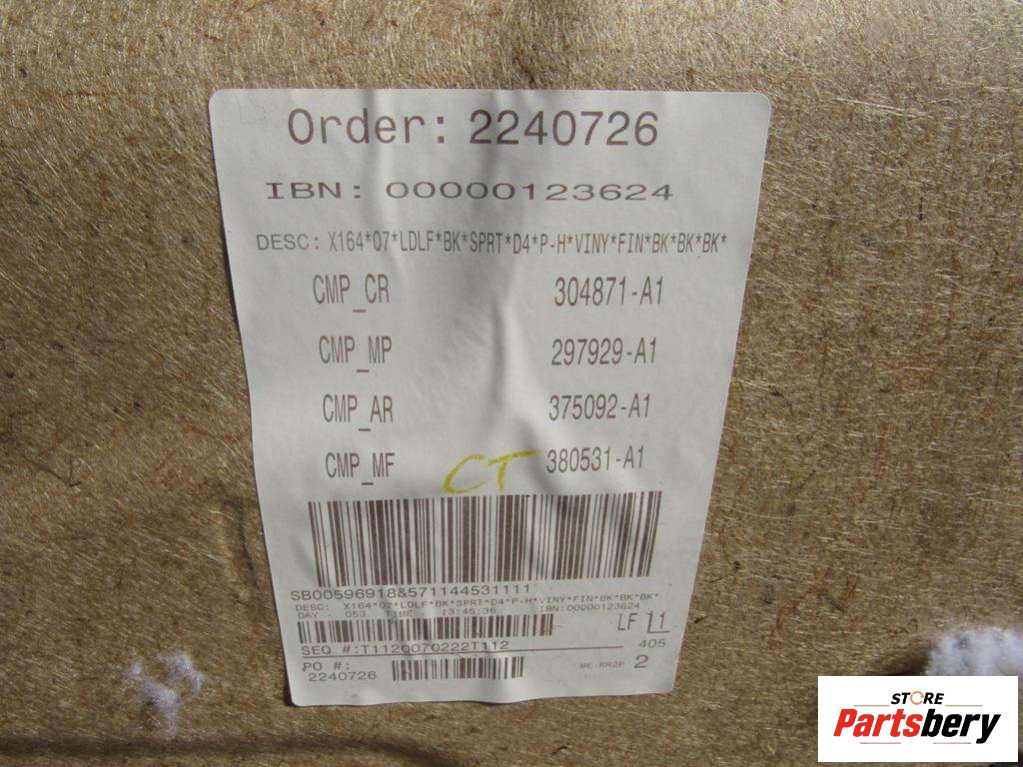 Order: 2240726
IBN: 00000123624
DESC: X164*07*LDLF*BK*SPRT*D4*P-H*VINY*FIN*BK*BK*BK*
CMP_CR 304871-A1
CMP_MP 297929-A1
CMP_AR 375092-A1
CMP_MF CT 380531-A1
SB00596918&571144531111
DESC: X164*07*LDLF*BK*SPRT*D4*P-H*VINY*FIN*BK*BK*BK*
DAY - 053 TIME: 13:45:36 IBN:00000123624
LF 11
SEQ #:T1120070222T112 405
PO #: ME-RR2P 2
2240726
STORE
Partsbery